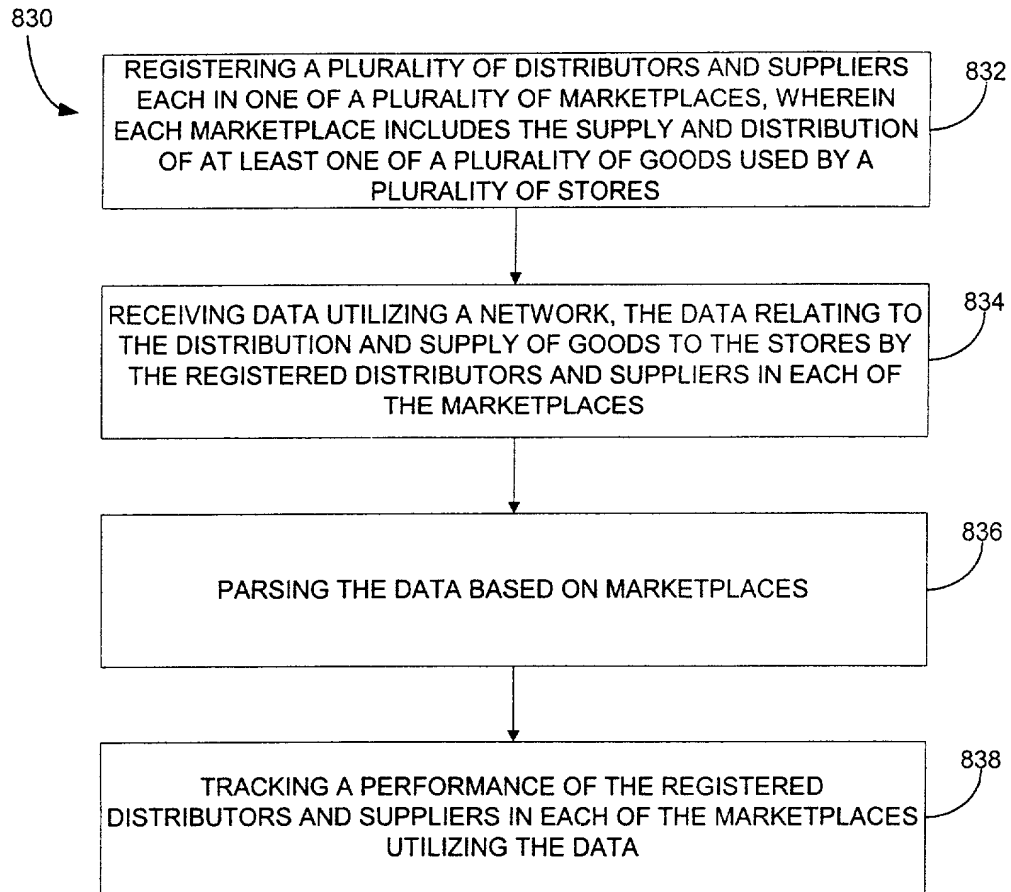 830
REGISTERING A PLURALITY OF DISTRIBUTORS AND SUPPLIERS
EACH IN ONE OF A PLURALITY OF MARKETPLACES, WHEREIN
EACH MARKETPLACE INCLUDES THE SUPPLY AND DISTRIBUTION
OF AT LEAST ONE OF A PLURALITY OF GOODS USED BY A
PLURALITY OF STORES
832
RECEIVING DATA UTILIZING A NETWORK, THE DATA RELATING TO
THE DISTRIBUTION AND SUPPLY OF GOODS TO THE STORES BY
THE REGISTERED DISTRIBUTORS AND SUPPLIERS IN EACH OF
THE MARKETPLACES
834
PARSING THE DATA BASED ON MARKETPLACES
836
TRACKING A PERFORMANCE OF THE REGISTERED
DISTRIBUTORS AND SUPPLIERS IN EACH OF THE MARKETPLACES
UTILIZING THE DATA
838